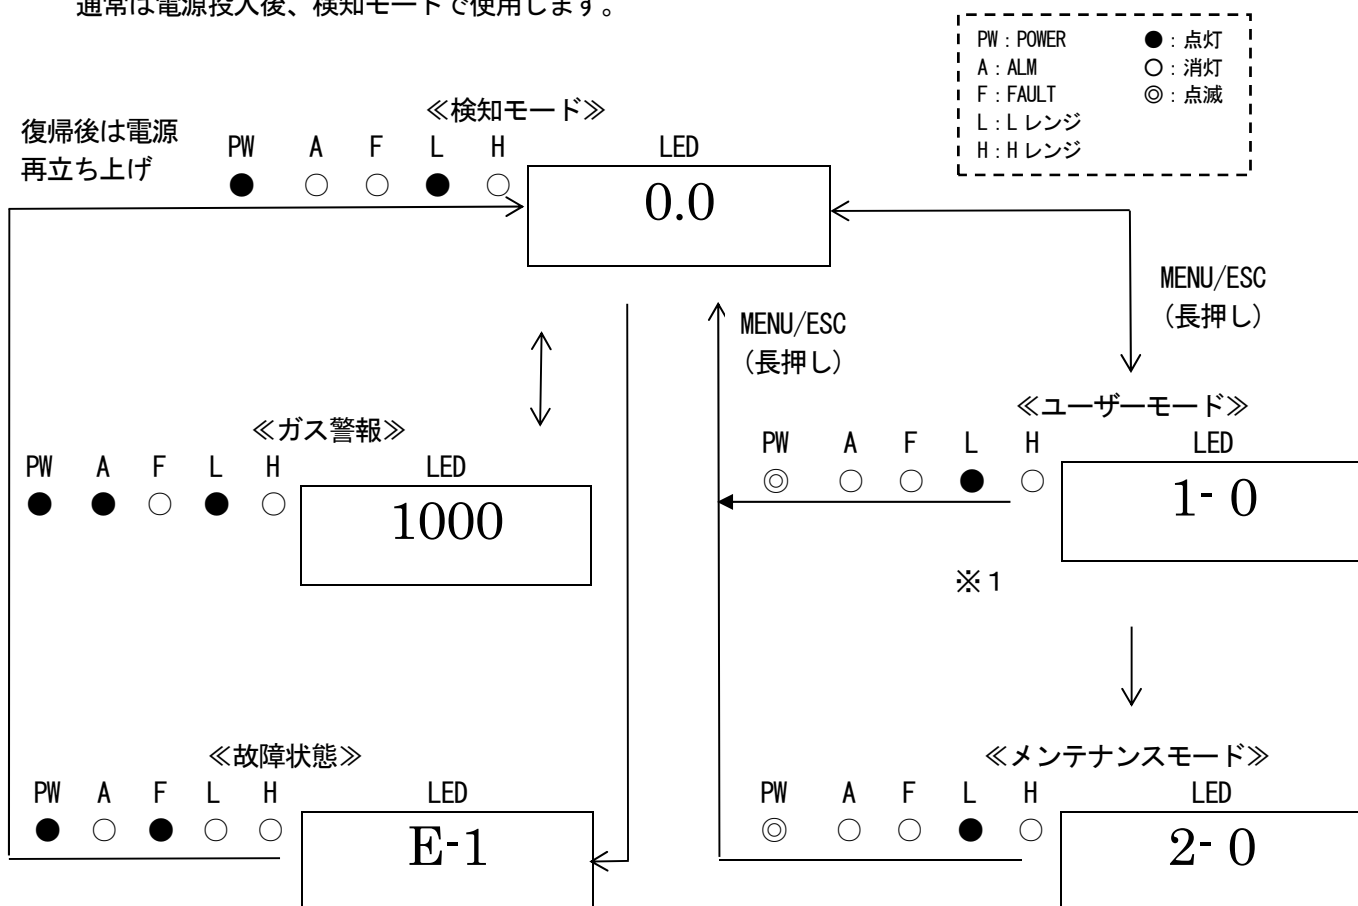 通常は電源投入後、検知モードで使用します。
PW：POWER ●：点灯
A：ALM ○：消灯
F：FAULT ◎：点滅
L：L レンジ
H：H レンジ
≪検知モード≫
復帰後は電源
再立ち上げ
PW A F L H LED
● ○ ○ ● ○
0.0
MENU/ESC
（長押し）
MENU/ESC
（長押し）
≪ガス警報≫
PW A F L H LED
● ● ○ ● ○
1000
≪ユーザーモード≫
PW A F L H LED
◎ ○ ○ ● ○
1- 0
※１
≪故障状態≫
PW A F L H LED
● ○ ● ○ ○
E-1
≪メンテナンスモード≫
PW A F L H LED
◎ ○ ○ ● ○
2- 0